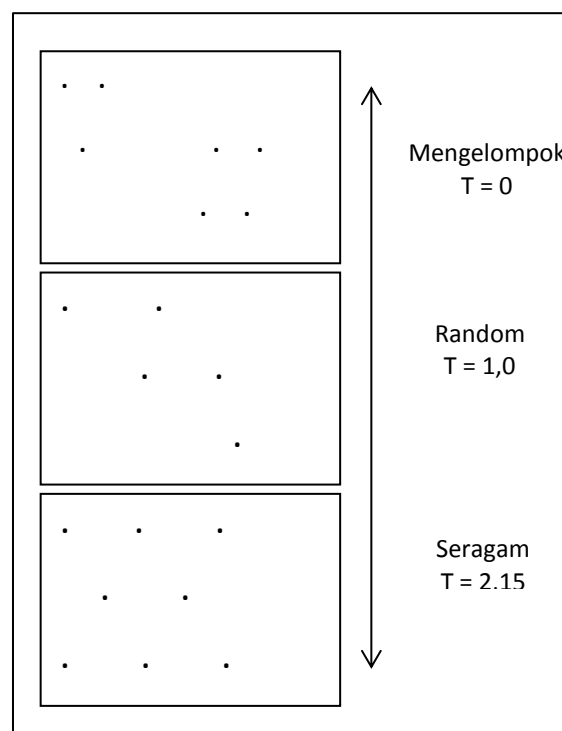 Mengelompok
T = 0
Random
T = 1,0
Seragam
T = 2.15